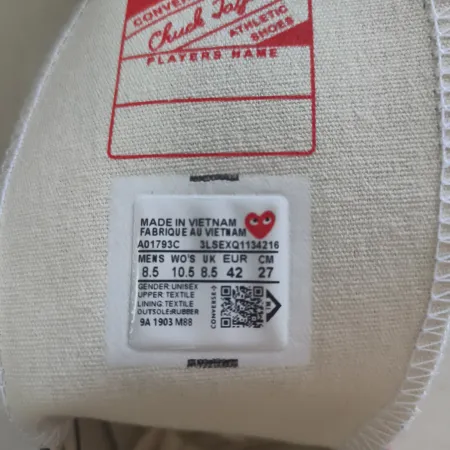 CONVER
Chuck Tay
ATHLETIC
SHOES
PLAYERS NAME
MADE IN VIETNAM
FABRIQUE AU VIETNAM
A01793C 3LSEXQ1134216
MENS WO'S UK EUR CM
8.5 10.5 8.5 42 27
GENDER:UNISEX
UPPER:TEXTILE
LINING:TEXTILE
OUTSOLE:RUBBER
9A 1903 M88
CONVERSE